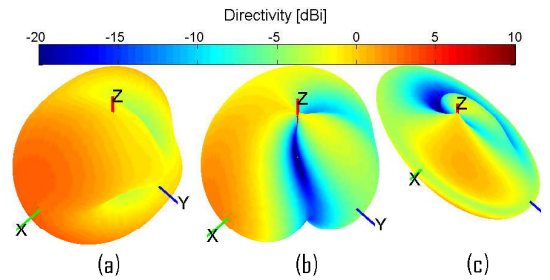 Directivity [dBi]
-20 -15 -10 -5 0 5 10
Z Z Z
X Y X Y X
(a) (b) (c)